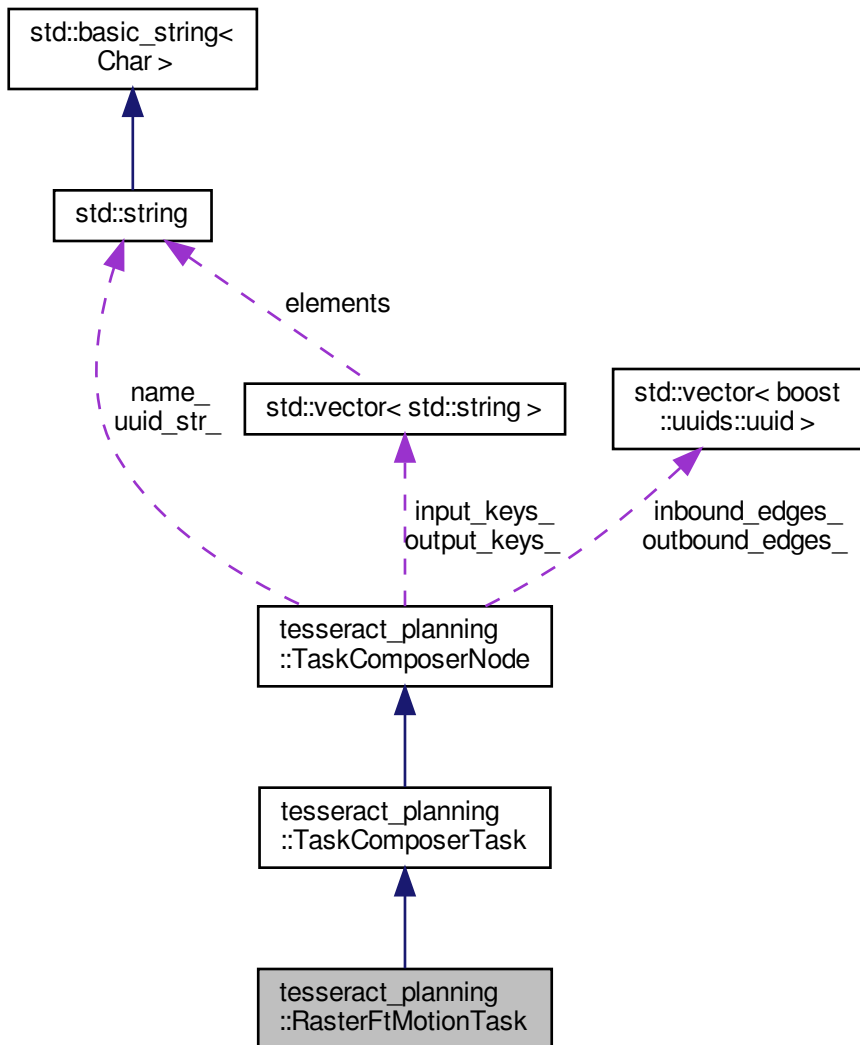 std::basic_string<
Char >
std::string
elements
name_
uuid_str_
std::vector< std::string >
std::vector< boost
::uuids::uuid >
input_keys_
output_keys_
inbound_edges_
outbound_edges_
tesseract_planning
::TaskComposerNode
tesseract_planning
::TaskComposerTask
tesseract_planning
::RasterFtMotionTask